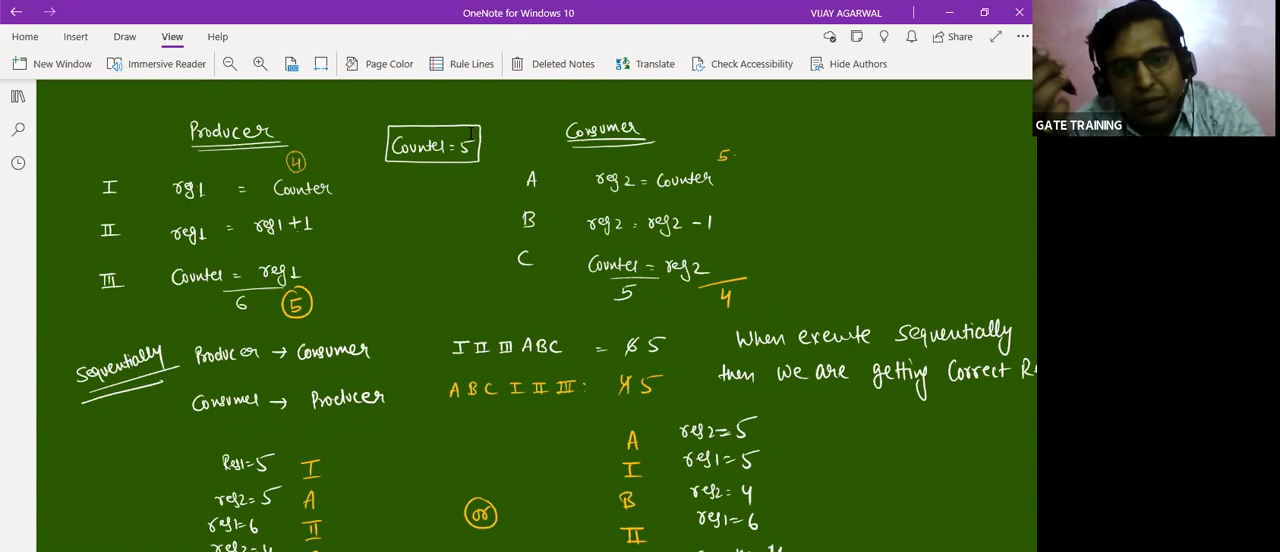 OneNote for Windows 10
VIJAY AGARWAL
Home Insert Draw View Help
Share
New Window Immersive Reader Page Color Rule Lines Deleted Notes Translate Check Accessibility Hide Authors
GATE TRAINING
Producer
Counter = 5
Consumer
4
5
I reg1 = Counter
A reg2 = Counter
II reg1 = reg1 + 1
B reg2 = reg2 - 1
III Counter = reg1
C Counter = reg2
6 5
5 4
Sequentially
Producer → Consumer
I II III A B C = 6 5
When execute sequentially
Consumer → Producer
A B C I II III : 4 5
then we are getting Correct
Reg1 = 5 I
A reg2 = 5
reg2 = 5 A
I reg1 = 5
reg1 = 6 II
or
B reg2 = 4
II reg1 = 6
reg2 = 4